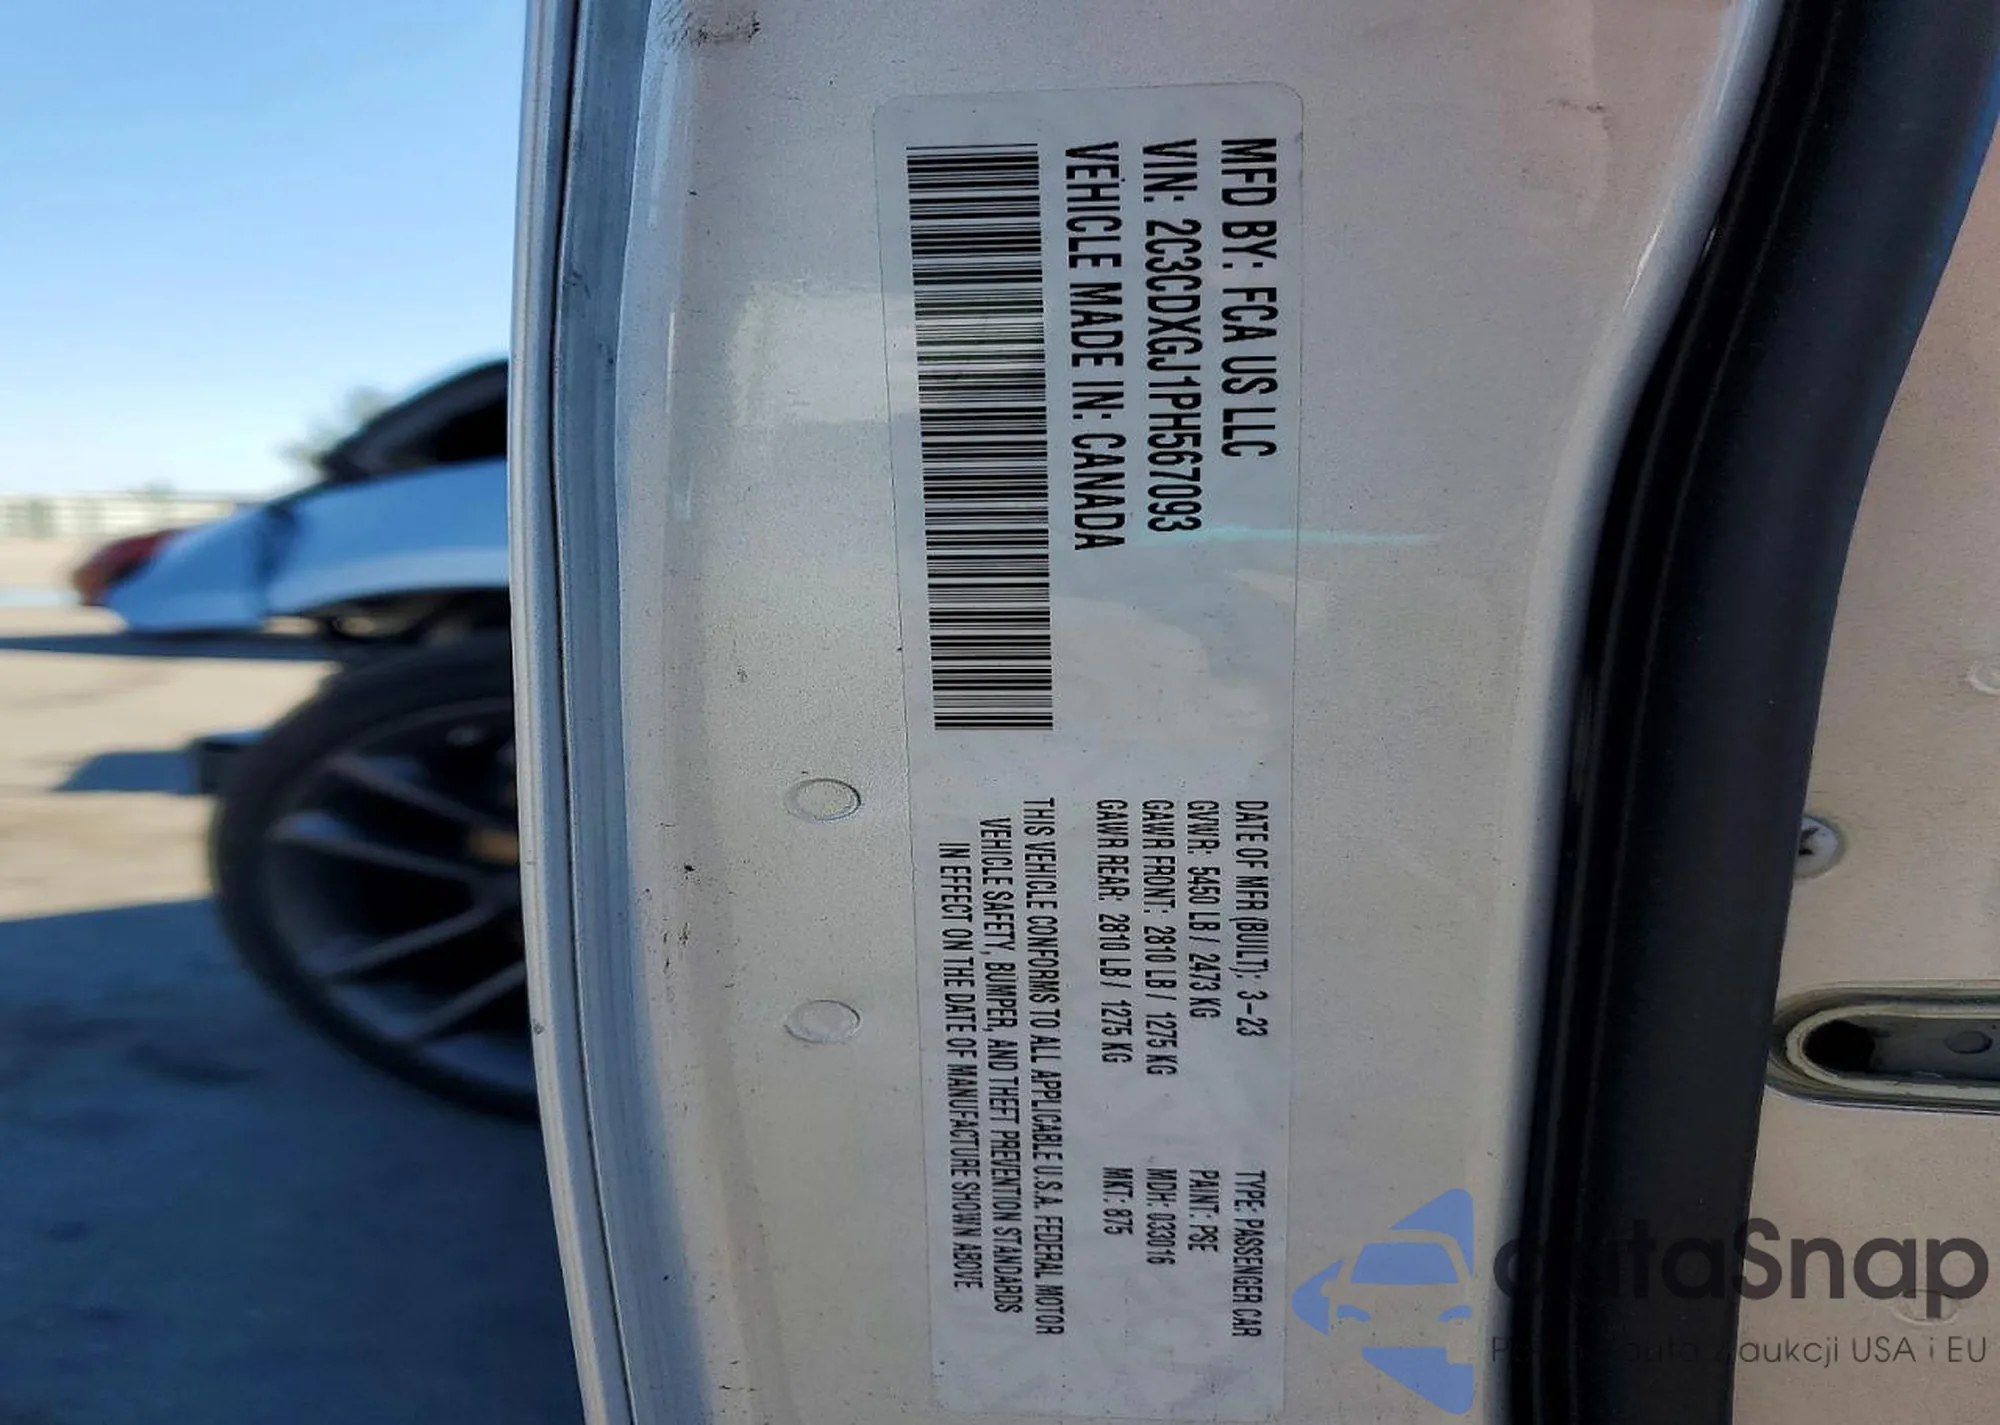 MFD BY: FCA US LLC
VIN: 2C3CDXGJ1PH567093
VEHICLE MADE IN: CANADA
DATE OF MFR (BUILT): 3-23
GVWR: 5450 LB / 2473 KG
GAWR FRONT: 2810 LB / 1275 KG
GAWR REAR: 2810 LB / 1275 KG
TYPE: PASSENGER CAR
PAINT: PSE
MDH: 033016
MKT: 875
THIS VEHICLE CONFORMS TO ALL APPLICABLE U.S.A. FEDERAL MOTOR
VEHICLE SAFETY, BUMPER, AND THEFT PREVENTION STANDARDS
IN EFFECT ON THE DATE OF MANUFACTURE SHOWN ABOVE.
autaSnap
auta z aukcji USA i EU